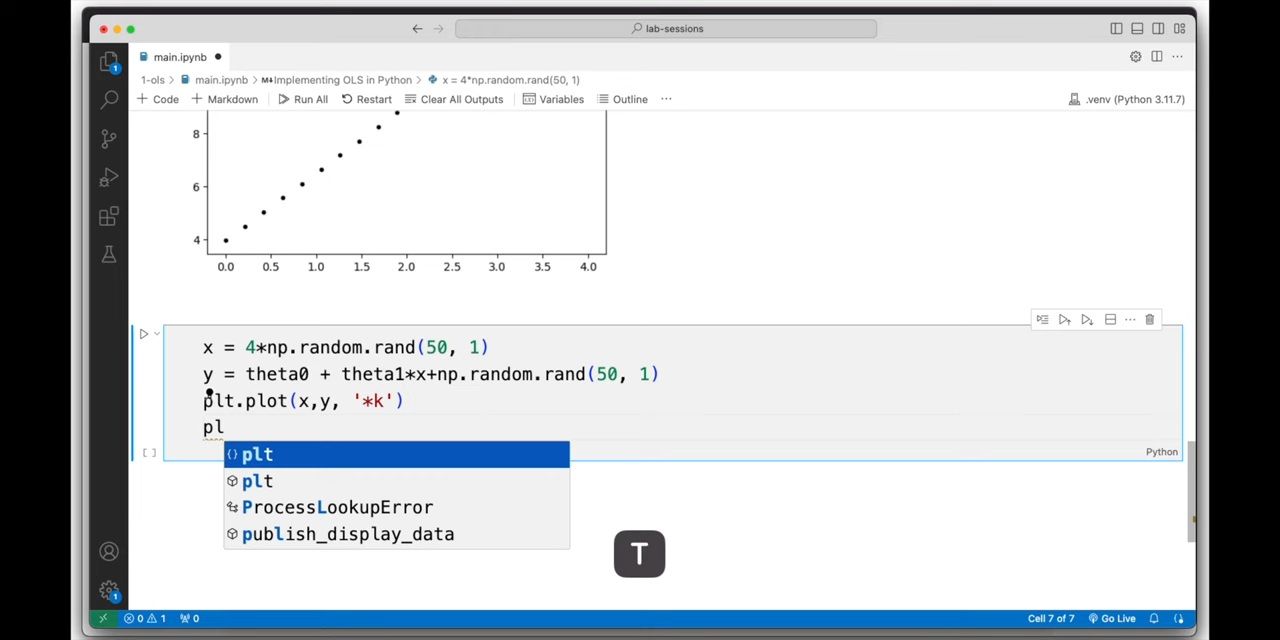 lab-sessions
main.ipynb
1-ols > main.ipynb > M↓Implementing OLS in Python > x = 4*np.random.rand(50, 1)
+ Code + Markdown Run All Restart Clear All Outputs Variables Outline ... .venv (Python 3.11.7)
8
6
4
0.0 0.5 1.0 1.5 2.0 2.5 3.0 3.5 4.0
x = 4*np.random.rand(50, 1)
y = theta0 + theta1*x+np.random.rand(50, 1)
plt.plot(x,y, '*k')
pl
[ ] Python
plt
plt
ProcessLookupError
publish_display_data
T
1
1
0 1 0 Cell 7 of 7 Go Live